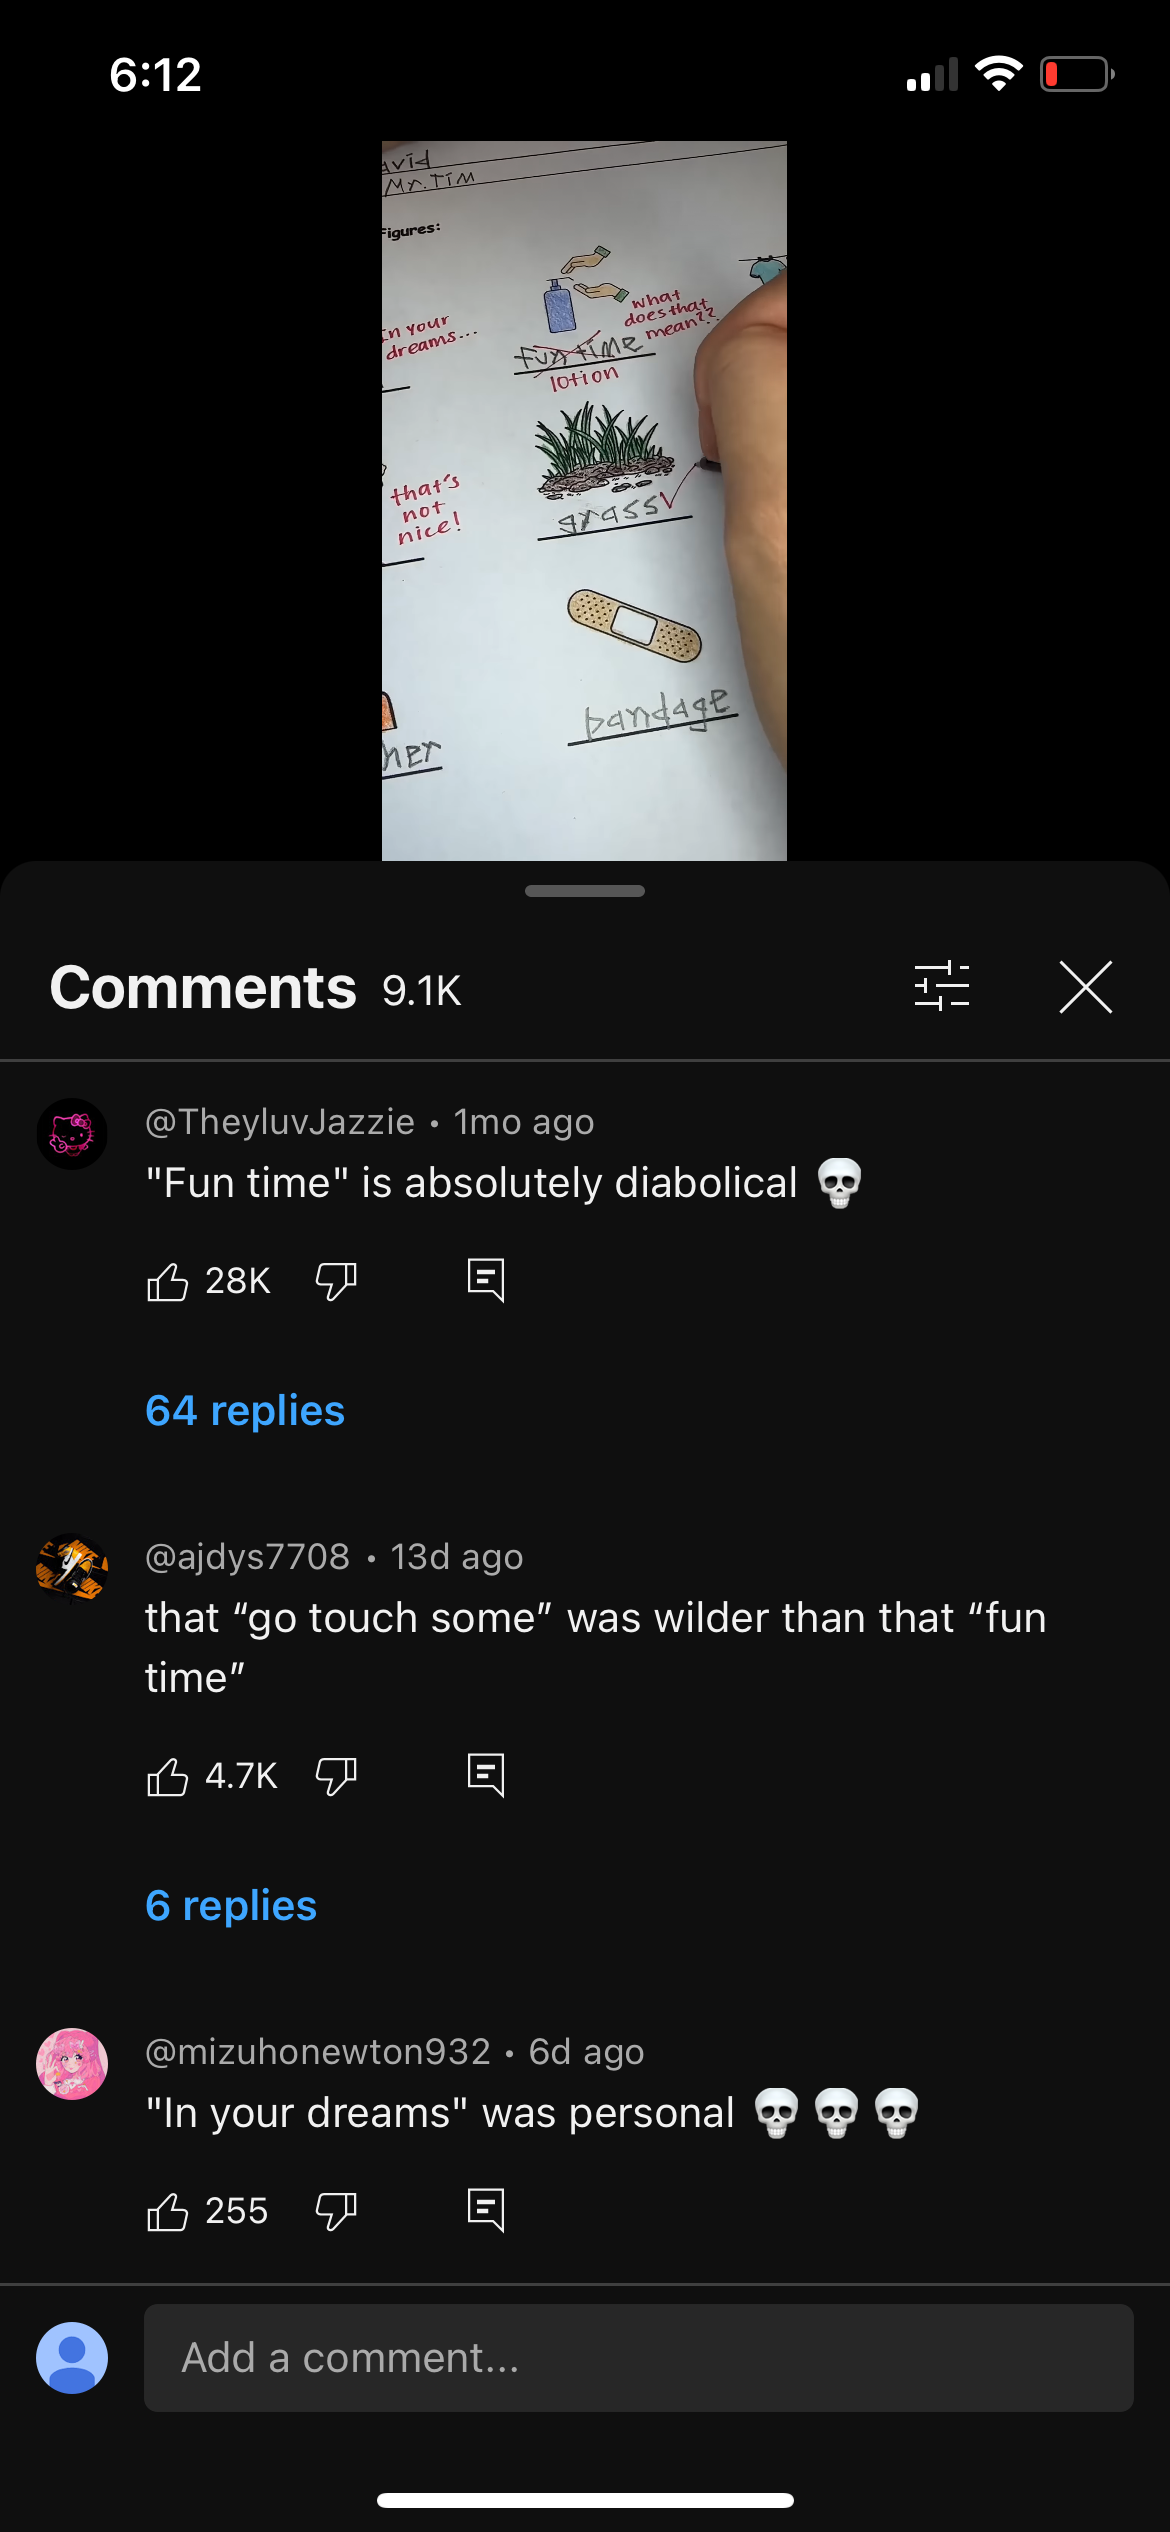 6:12
avid
Mr. Tim
Figures:
what
does that
mean??
In your
dreams...
fun time
lotion
that's
not
nice!
grass
bandage
her
Comments 9.1K
@TheyluvJazzie • 1mo ago
"Fun time" is absolutely diabolical 💀
28K
64 replies
@ajdys7708 • 13d ago
that “go touch some” was wilder than that “fun
time”
4.7K
6 replies
@mizuhonewton932 • 6d ago
"In your dreams" was personal 💀💀💀
255
Add a comment...